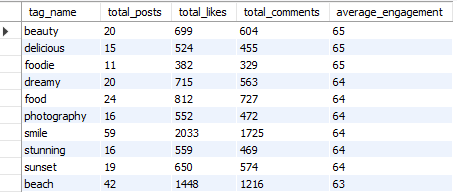 tag_name total_posts total_likes total_comments average_engagement
beauty 20 699 604 65
delicious 15 524 455 65
foodie 11 382 329 65
dreamy 20 715 563 64
food 24 812 727 64
photography 16 552 472 64
smile 59 2033 1725 64
stunning 16 559 469 64
sunset 19 650 574 64
beach 42 1448 1216 63